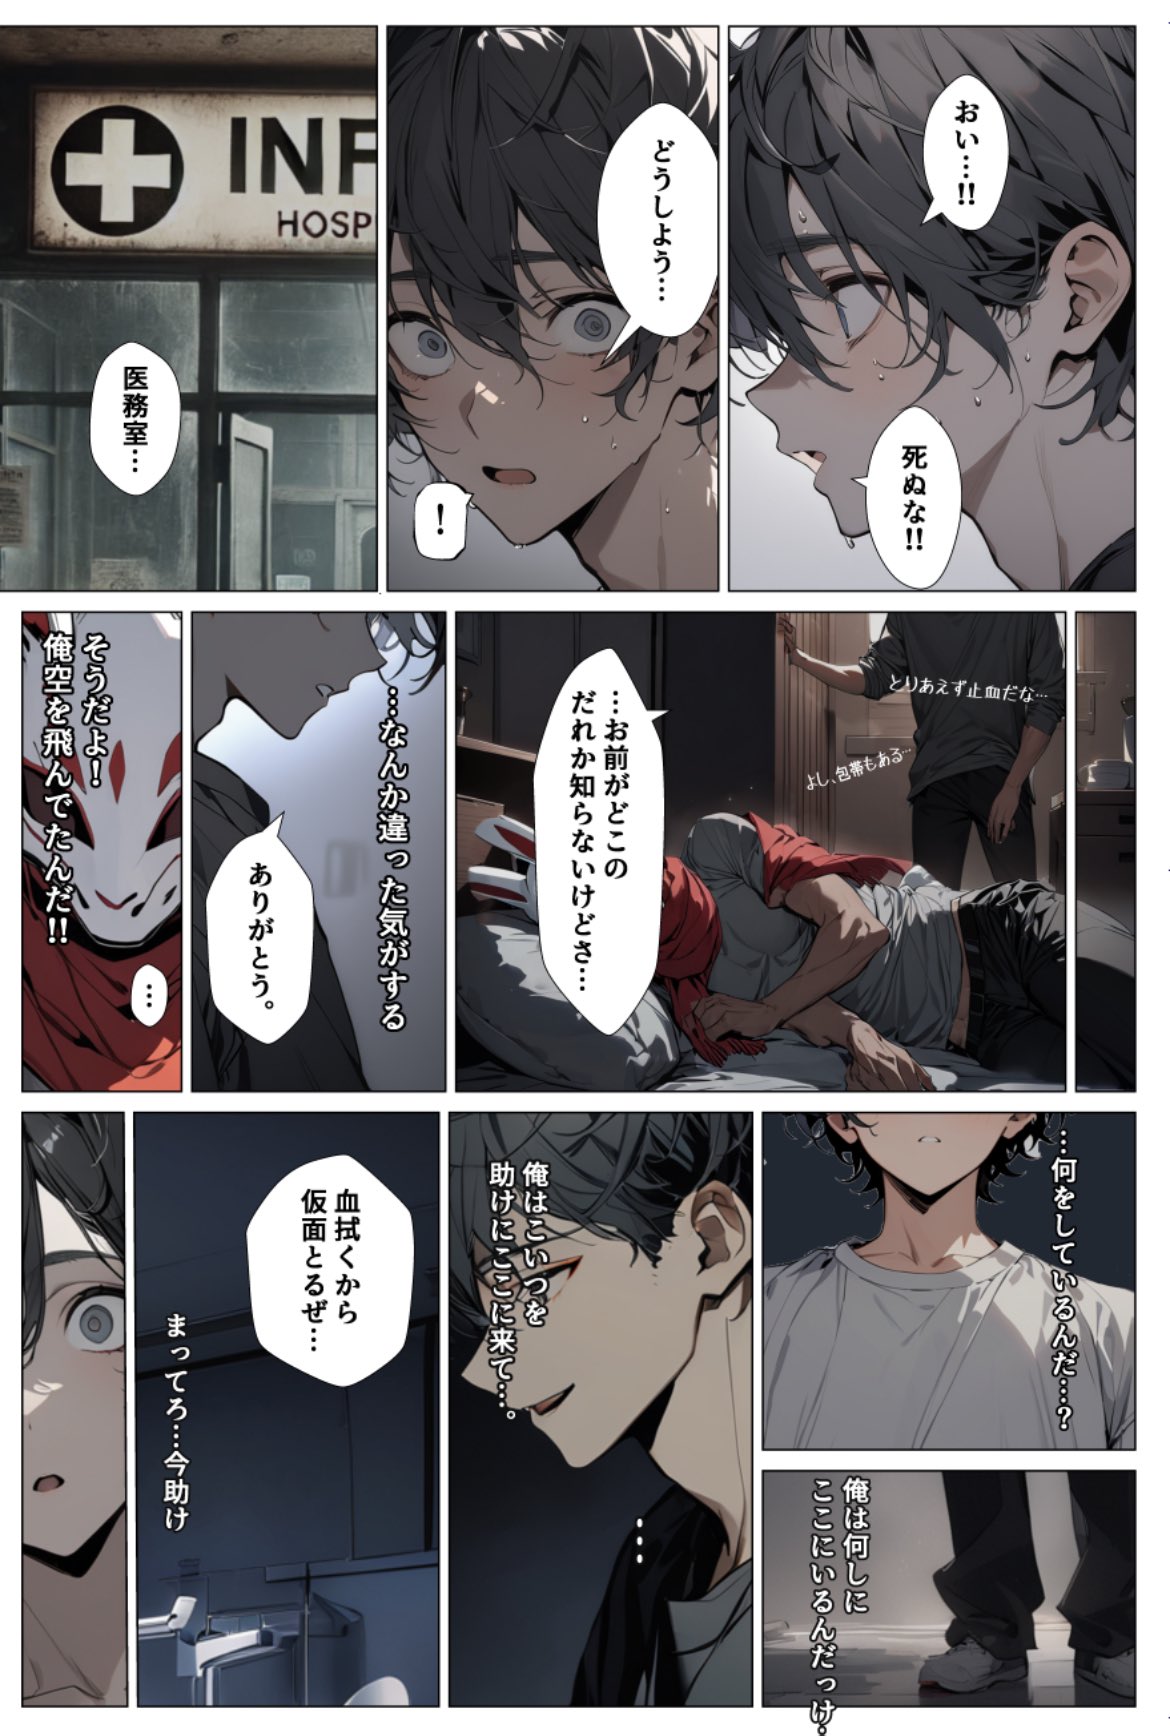 おい…!!
死ぬな!!
どうしよう…
!
INF
HOSP
医務室…
とりあえず止血だな…
よし、包帯もある…
…お前がどこの
だれか知らないけどさ…
…なんか違った気がする
ありがとう。
そうだよ!
俺空を飛んでたんだ!!
…
…何をしているんだ…?
俺は何しに
ここにいるんだっけ…
俺はこいつを
助けにここに来て…。
…
血拭くから
仮面とるぜ…
まってろ…今助け